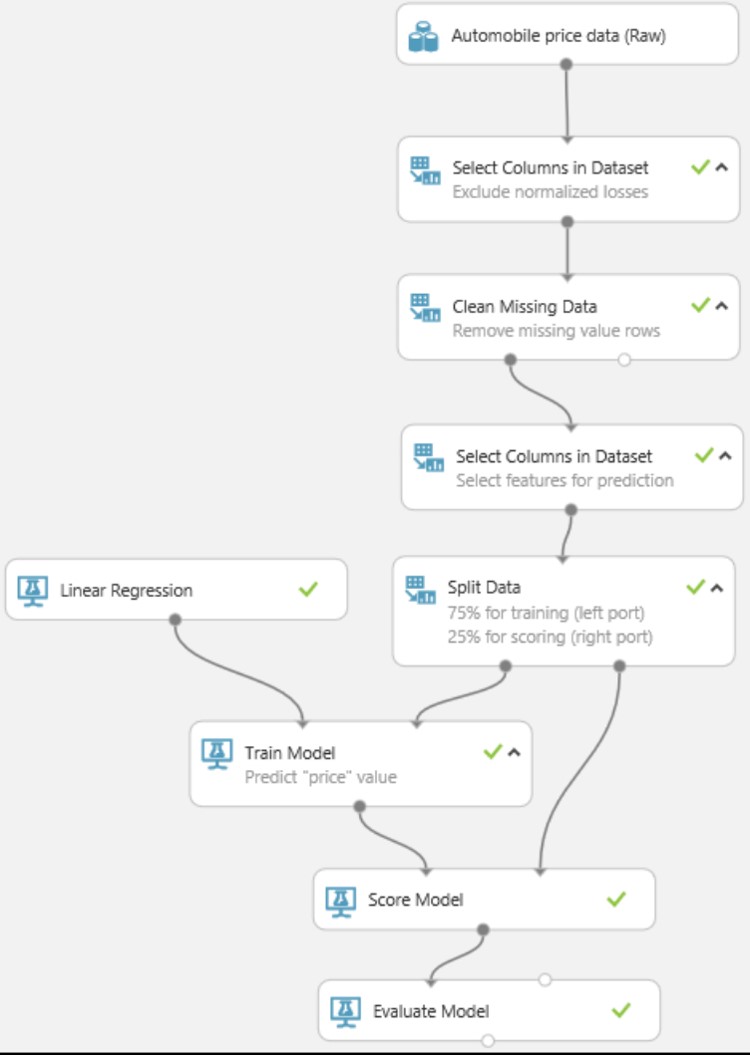 Automobile price data (Raw)
Select Columns in Dataset
Exclude normalized losses
Clean Missing Data
Remove missing value rows
Select Columns in Dataset
Select features for prediction
Linear Regression
Split Data
75% for training (left port)
25% for scoring (right port)
Train Model
Predict "price" value
Score Model
Evaluate Model